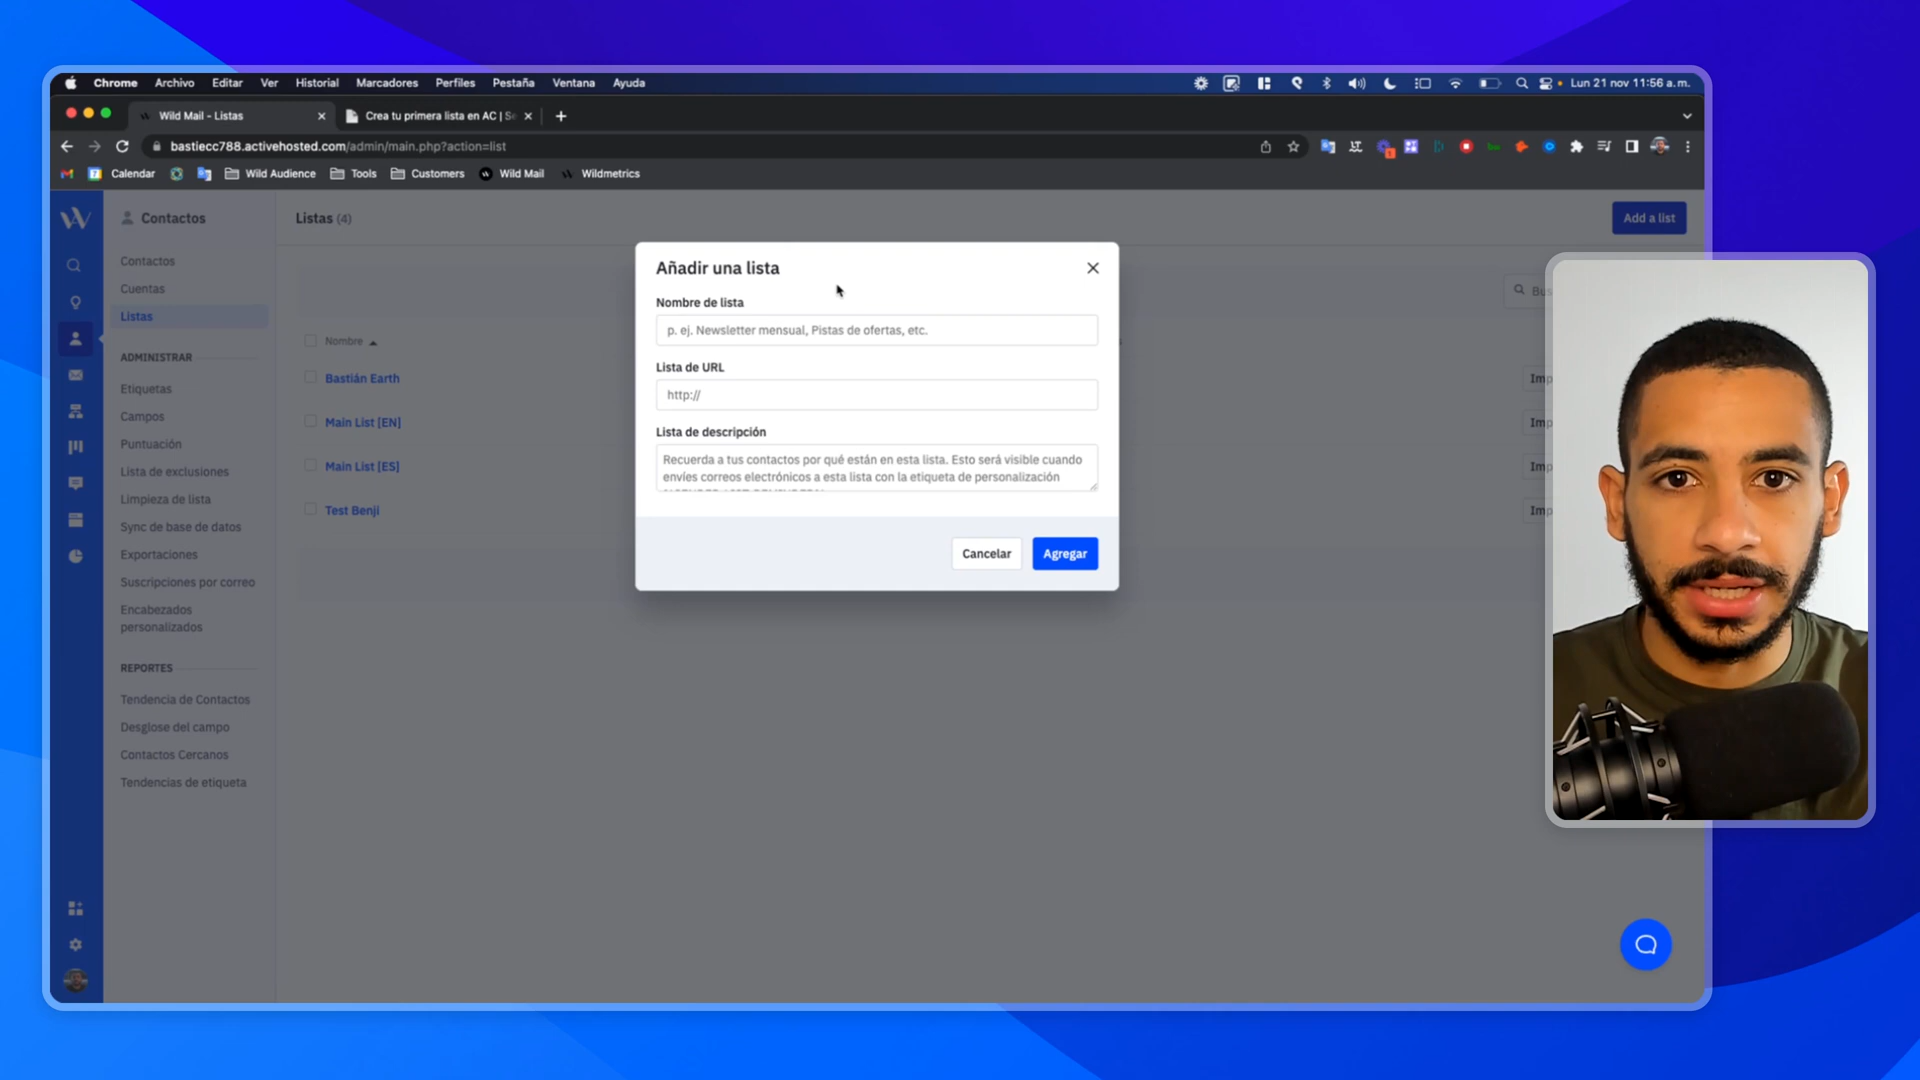 Chrome Archivo Editar Ver Historial Marcadores Perfiles Pestaña Ventana Ayuda
Lun 21 nov 11:56 a.m.
Wild Mail - Listas
Crea tu primera lista en AC |
bastiecc788.activehosted.com/admin/main.php?action=list
Calendar Wild Audience Tools Customers Wild Mail Wildmetrics
Contactos
Listas (4)
Add a list
Contactos
Cuentas
Listas
ADMINISTRAR
Etiquetas
Campos
Puntuación
Lista de exclusiones
Limpieza de lista
Sync de base de datos
Exportaciones
Suscripciones por correo
Encabezados
personalizados
REPORTES
Tendencia de Contactos
Desglose del campo
Contactos Cercanos
Tendencias de etiqueta
Bus
Nombre
Bastián Earth
Imp
Main List [EN]
Imp
Main List [ES]
Imp
Test Benji
Imp
Añadir una lista
Nombre de lista
p. ej. Newsletter mensual, Pistas de ofertas, etc.
Lista de URL
http://
Lista de descripción
Recuerda a tus contactos por qué están en esta lista. Esto será visible cuando
envíes correos electrónicos a esta lista con la etiqueta de personalización
Cancelar Agregar